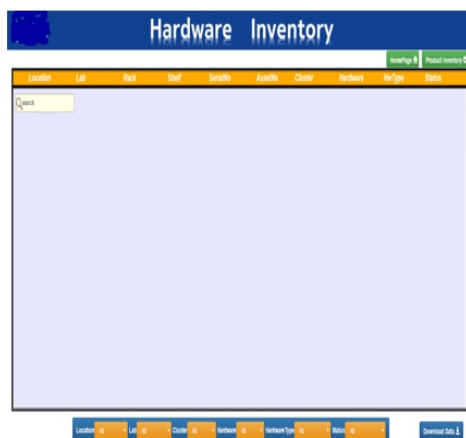 Hardware Inventory
HomePage Product Inventory
Location Lab Rack Shelf SerialNo AssetNo Cluster Hardware HwType Status
search
Location All Lab All Cluster All Hardware All HardwareType All Status All Download Data